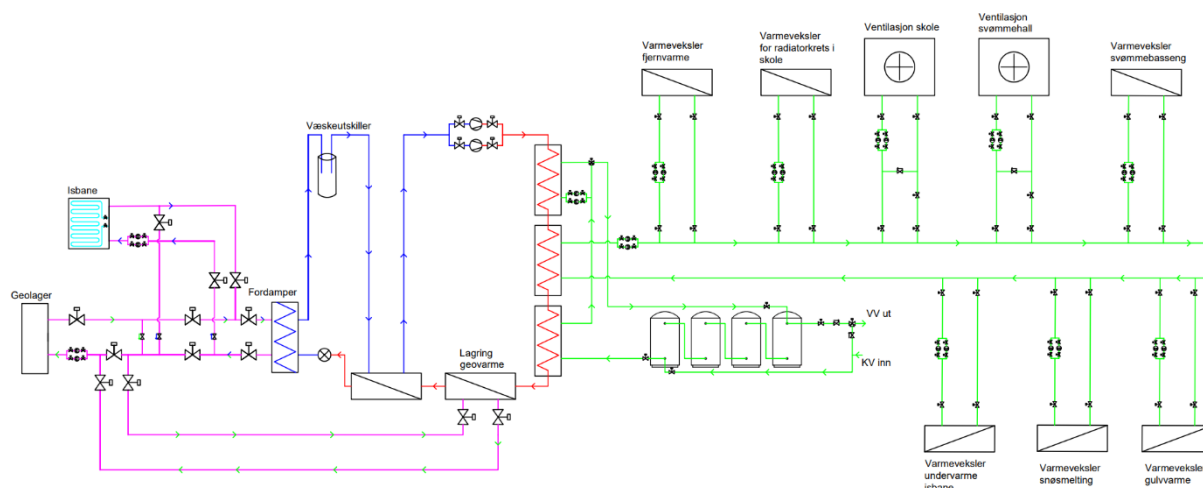 Varmeveksler
fjernvarme
Varmeveksler
for radiatorkrets i
skole
Ventilasjon skole
Ventilasjon
svømmehall
Varmeveksler
svømmebasseng
Væskeutskiller
Isbane
Geolager
Fordamper
Lagring
geovarme
VV ut
KV inn
Varmeveksler
undervarme
isbane
Varmeveksler
snøsmelting
Varmeveksler
gulvvarme